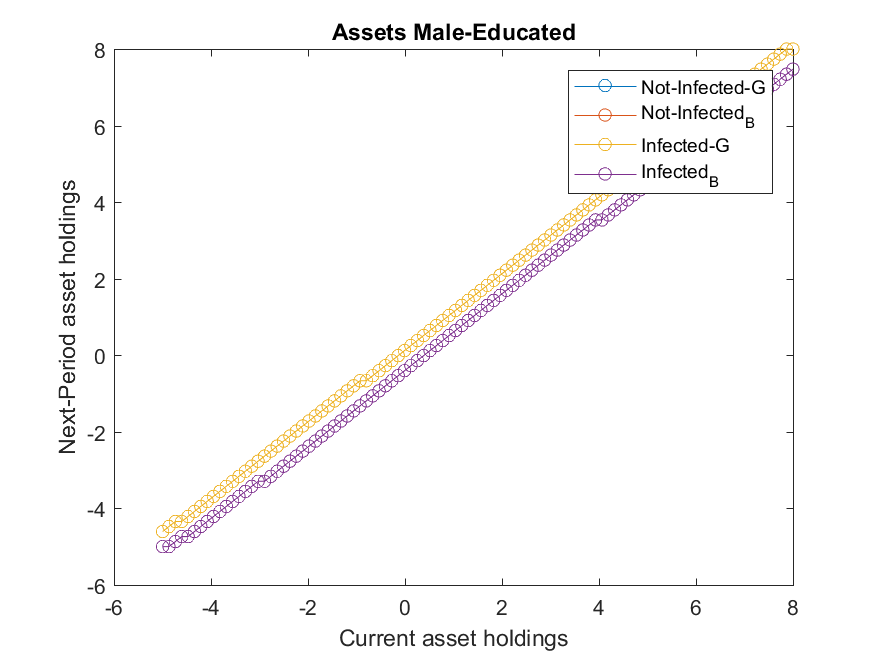 Assets Male-Educated
8
6
4
2
0
-2
-4
-6
Next-Period asset holdings
Not-Infected-G
Not-Infected_B
Infected-G
Infected_B
-6 -4 -2 0 2 4 6 8
Current asset holdings